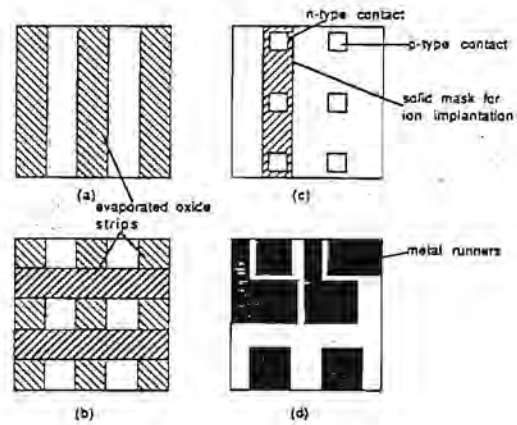 n-type contact
p-type contact
solid mask for
ion implantation
(a)
(c)
evaporated oxide
strips
metal runners
(b)
(d)